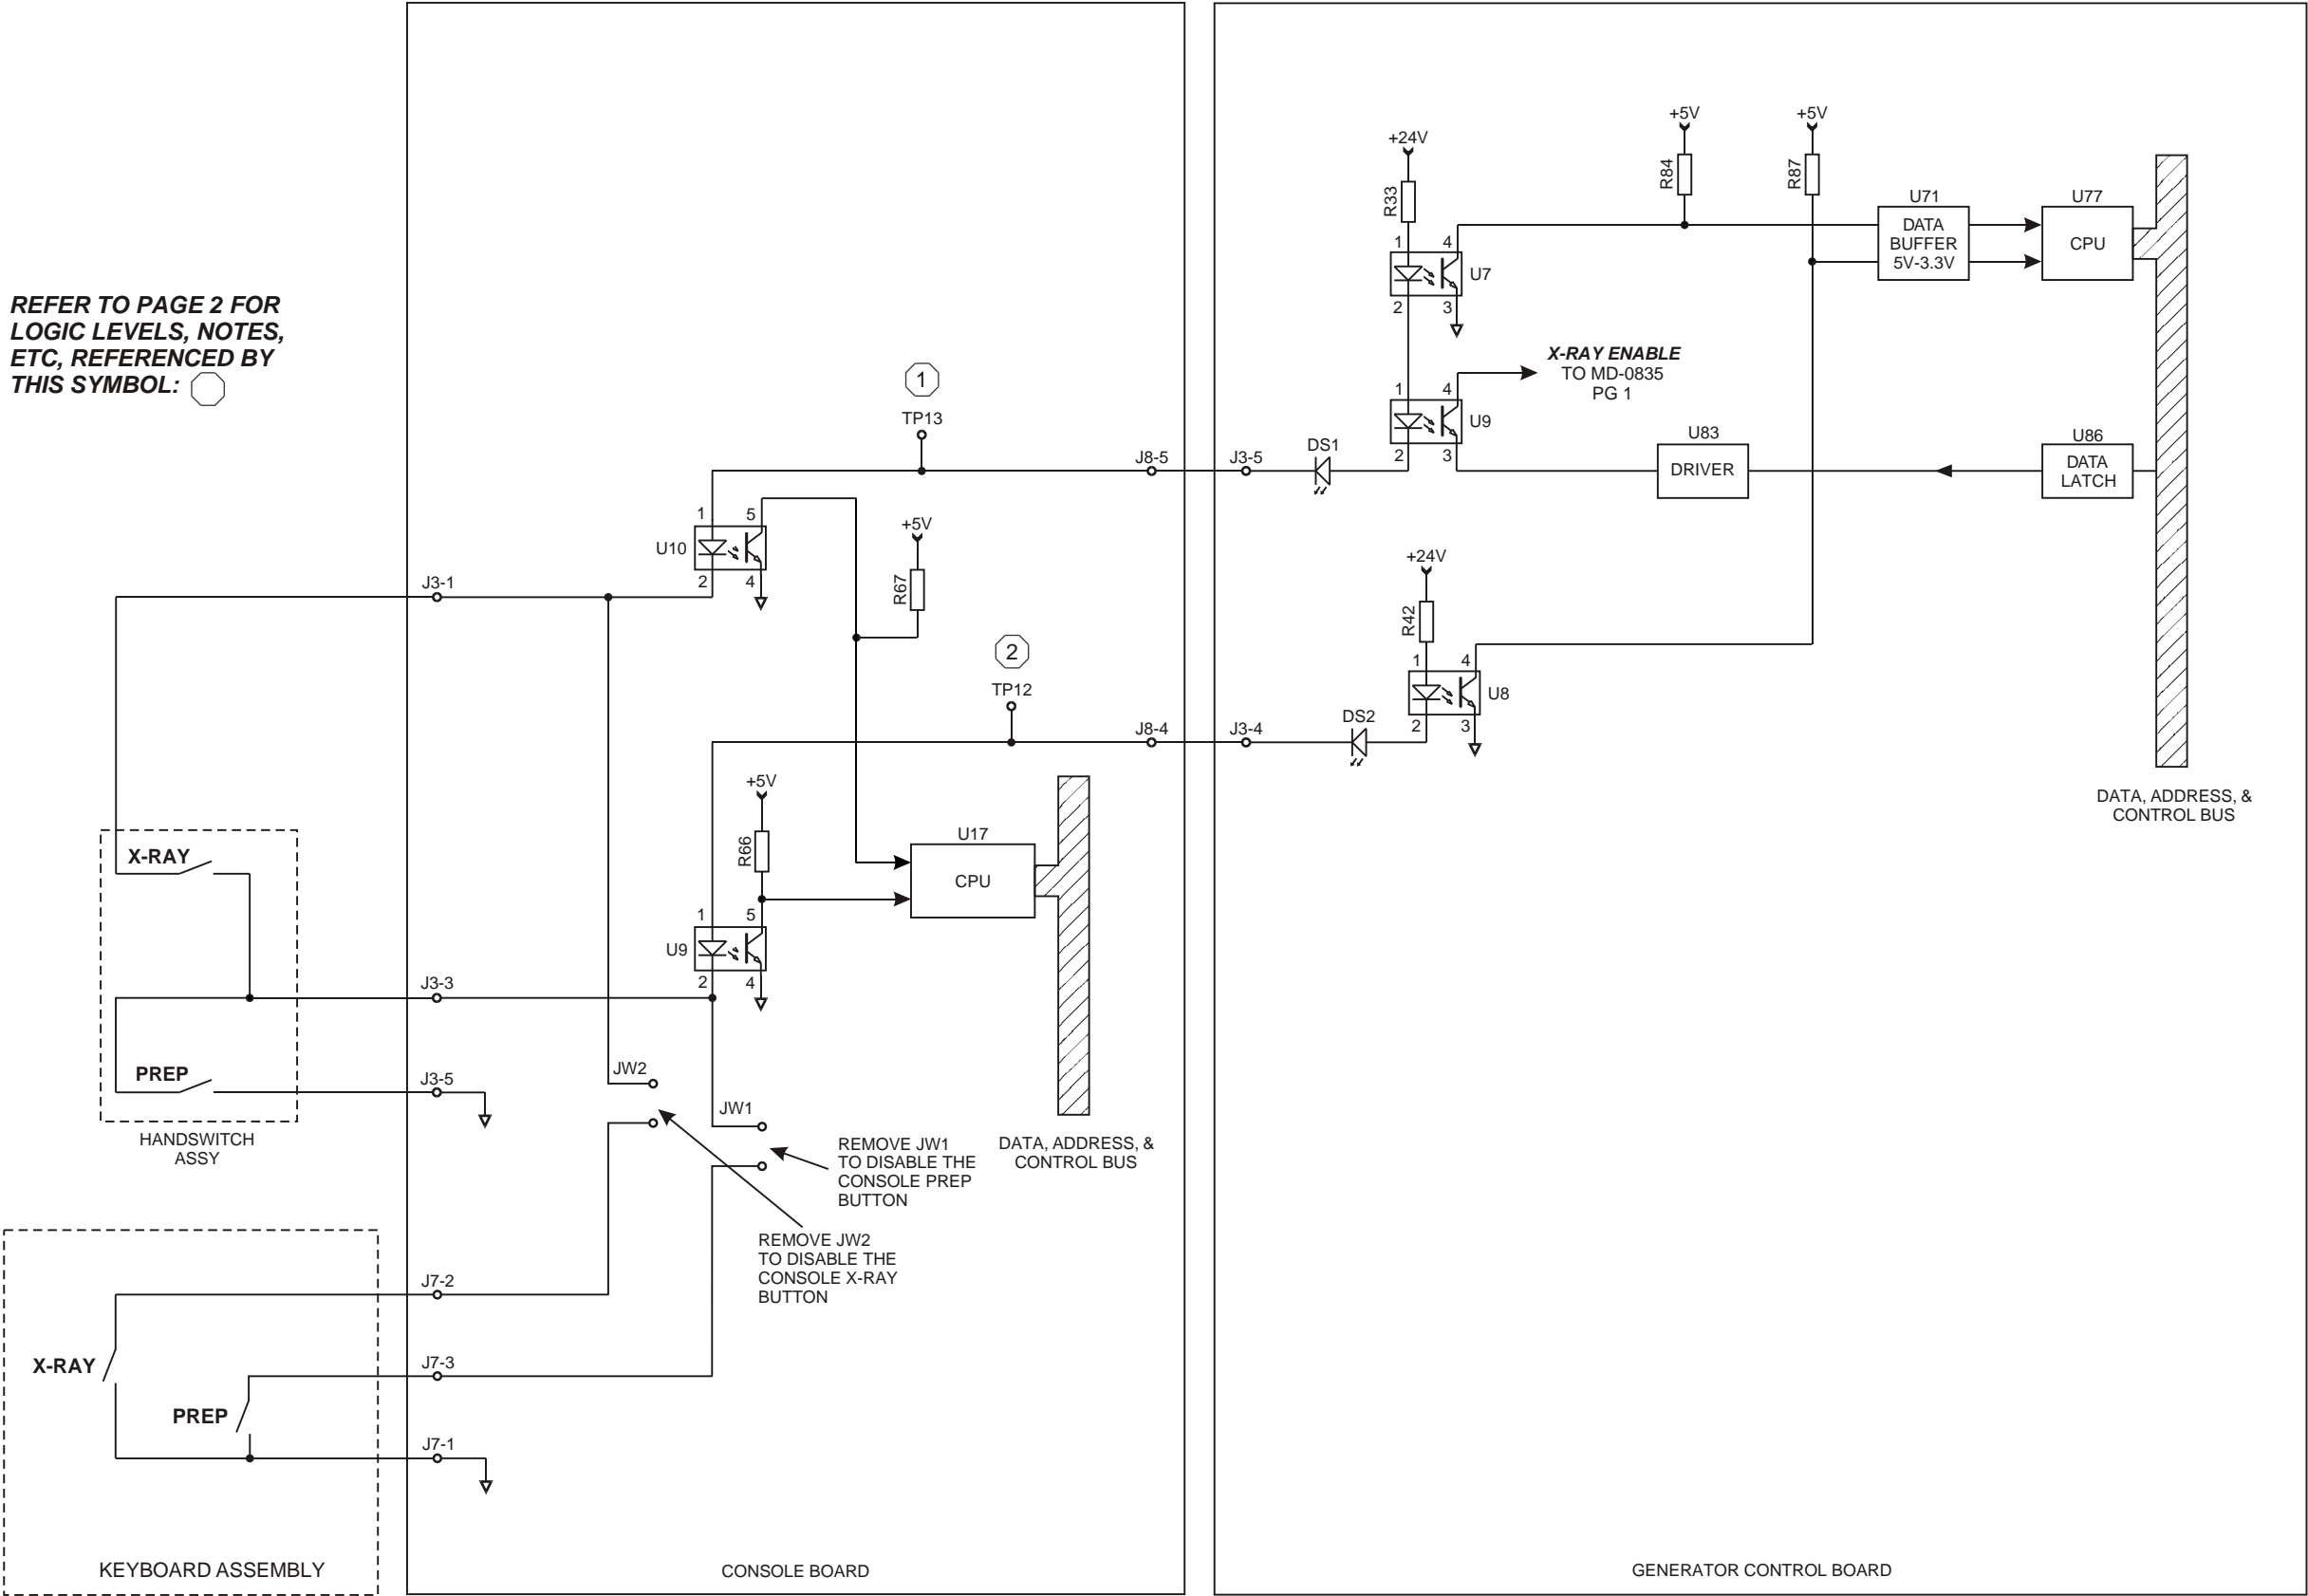 REFER TO PAGE 2 FOR
LOGIC LEVELS, NOTES,
ETC, REFERENCED BY
THIS SYMBOL:
X-RAY
PREP
HANDSWITCH
ASSY
X-RAY
PREP
KEYBOARD ASSEMBLY
J3-1
J3-3
J3-5
J7-2
J7-3
J7-1
1
TP13
J8-5
1
5
U10
2
4
+5V
R67
2
TP12
J8-4
+5V
R66
U17
CPU
1
5
U9
2
4
JW2
JW1
REMOVE JW1
TO DISABLE THE
CONSOLE PREP
BUTTON
DATA, ADDRESS, &
CONTROL BUS
REMOVE JW2
TO DISABLE THE
CONSOLE X-RAY
BUTTON
CONSOLE BOARD
+24V
R33
+5V
R84
+5V
R87
U71
DATA
BUFFER
5V-3.3V
U77
CPU
1
4
U7
2
3
X-RAY ENABLE
TO MD-0835
PG 1
1
4
U9
2
3
J3-5
DS1
U83
DRIVER
U86
DATA
LATCH
+24V
R42
1
4
U8
2
3
J3-4
DS2
DATA, ADDRESS, &
CONTROL BUS
GENERATOR CONTROL BOARD